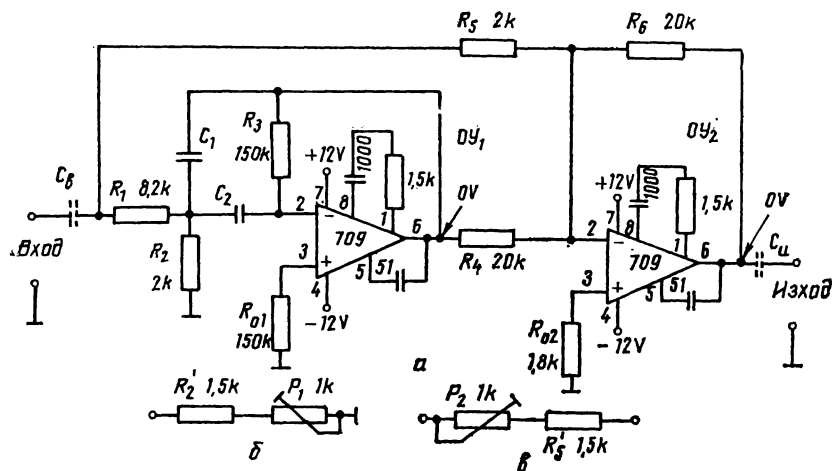 R₅ 2k
R₆ 20k
C₁
R₃
150k
ОУ₁
ОУ₂
+12V
1000
1,5k
0V
+12V
1000
1,5k
0V
Cв
R₁ 8,2k
C₂
2
7
8
1
6
709
3
4
5
51
R₄ 20k
2
7
8
1
6
709
3
4
5
51
Cи
Вход
R₂
2k
R₀₁
150k
-12V
R₀₂
1,8k
-12V
Изход
а
R₂' 1,5k
P₁ 1k
P₂ 1k
R₅' 1,5k
б
в